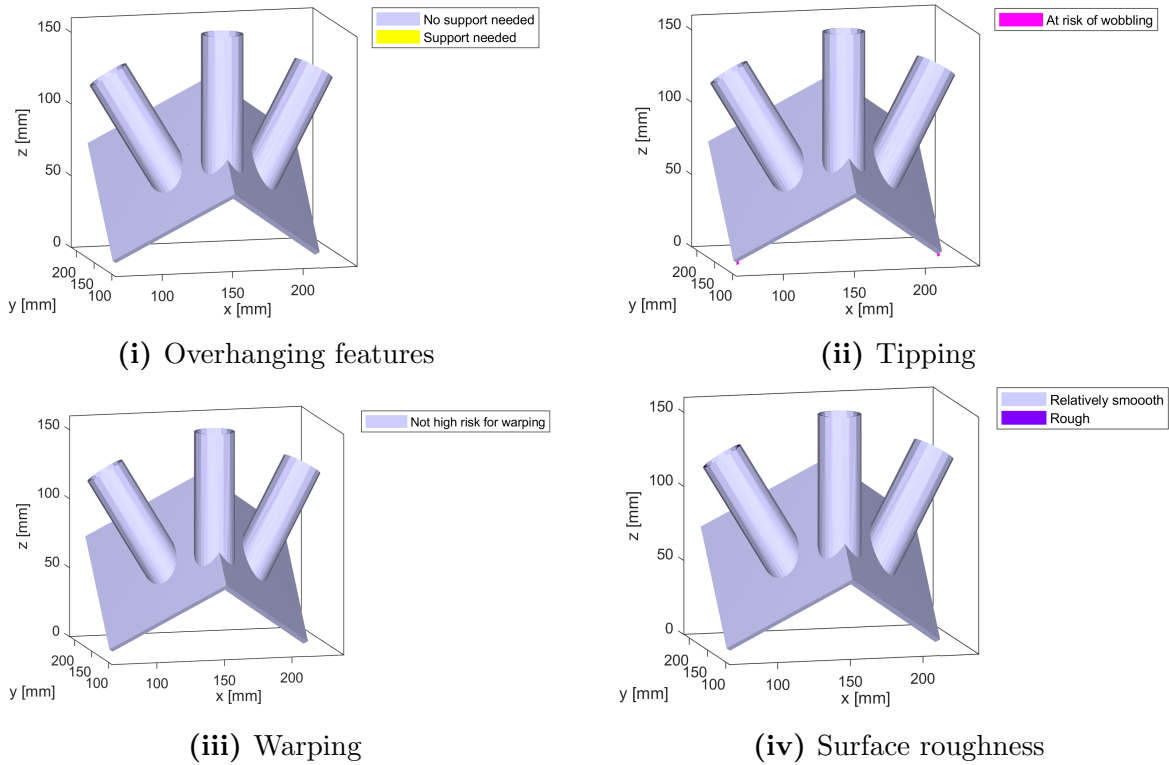 150
100
50
0
z [mm]
200
150
100
y [mm]
100
150
200
x [mm]
No support needed
Support needed
(i) Overhanging features
150
100
50
0
z [mm]
200
150
100
y [mm]
100
150
200
x [mm]
At risk of wobbling
(ii) Tipping
150
100
50
0
z [mm]
200
150
100
y [mm]
100
150
200
x [mm]
Not high risk for warping
(iii) Warping
150
100
50
0
z [mm]
200
150
100
y [mm]
100
150
200
x [mm]
Relatively smooth
Rough
(iv) Surface roughness